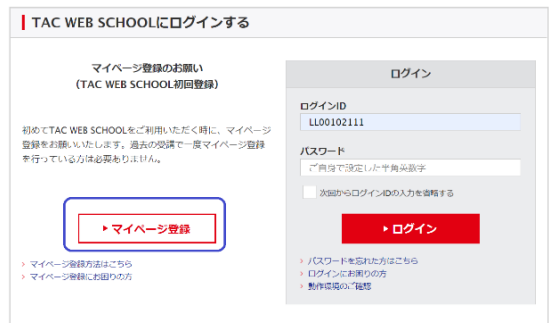 TAC WEB SCHOOLにログインする
マイページ登録のお願い
(TAC WEB SCHOOL初回登録)
初めてTAC WEB SCHOOLをご利用いただく時に、マイページ
登録をお願いいたします。過去の受講で一度マイページ登録
を行っている方は必要ありません。
マイページ登録
マイページ登録方法はこちら
マイページ登録にお困りの方
ログイン
ログインID
LL00102111
パスワード
ご自身で設定した半角英数字
次回からログインIDの入力を省略する
ログイン
パスワードを忘れた方はこちら
ログインにお困りの方
動作環境のご確認